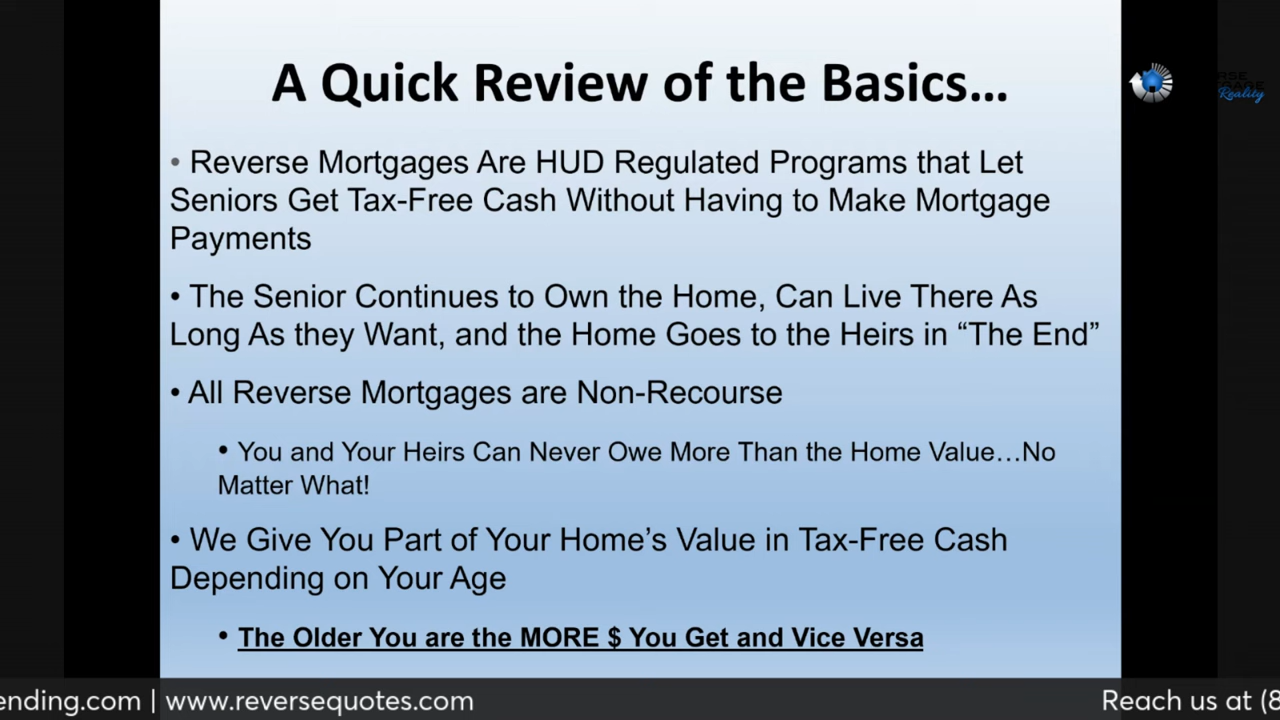 A Quick Review of the Basics...
• Reverse Mortgages Are HUD Regulated Programs that Let
Seniors Get Tax-Free Cash Without Having to Make Mortgage
Payments
• The Senior Continues to Own the Home, Can Live There As
Long As they Want, and the Home Goes to the Heirs in “The End”
• All Reverse Mortgages are Non-Recourse
• You and Your Heirs Can Never Owe More Than the Home Value…No
Matter What!
• We Give You Part of Your Home’s Value in Tax-Free Cash
Depending on Your Age
• The Older You are the MORE $ You Get and Vice Versa
Reality
ending.com | www.reversequotes.com
Reach us at (8